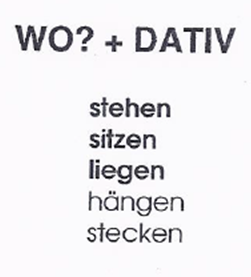 WO? + DATIV
stehen
sitzen
liegen
hängen
stecken